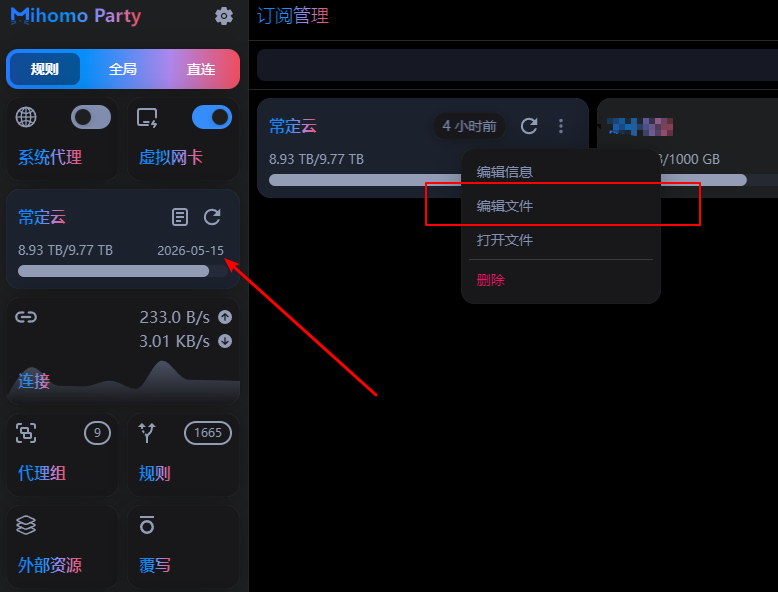 Mihomo Party
规则 全局 直连
系统代理 虚拟网卡
常定云
8.93 TB/9.77 TB 2026-05-15
233.0 B/s
3.01 KB/s
连接
9 1665
代理组 规则
外部资源 覆写
订阅管理
常定云 4 小时前
8.93 TB/9.77 TB
编辑信息
编辑文件
打开文件
删除
/1000 GB